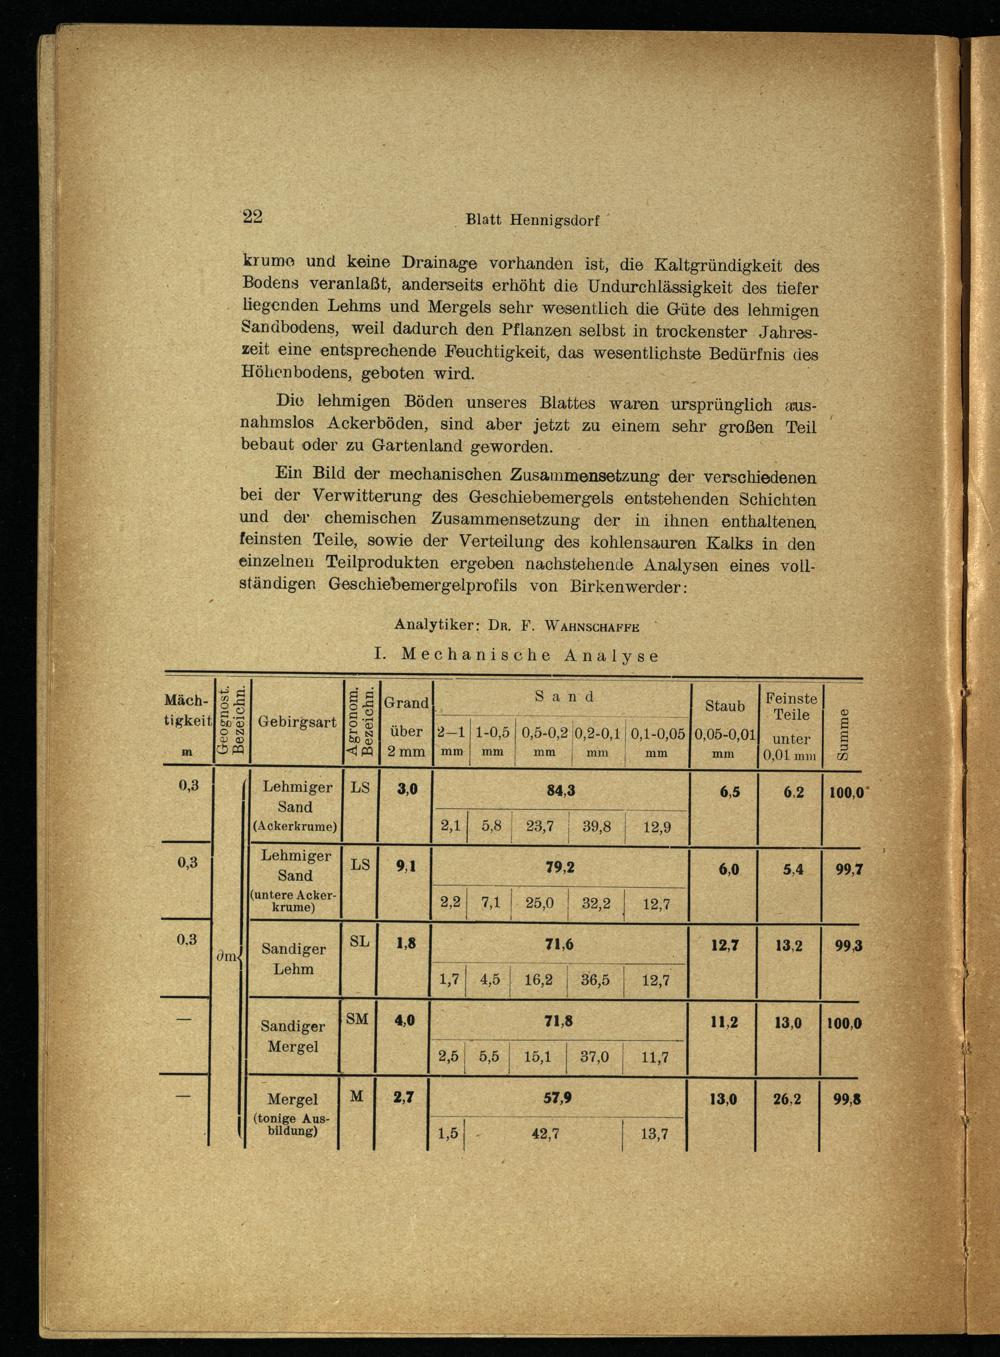 22
Blatt Hennigsdorf
krume und keine Drainage vorhanden ist, die Kaltgründigkeit des
Bodens veranlaßt, anderseits erhöht die Undurchlässigkeit des tiefer
liegenden Lehms und Mergels sehr wesentlich die Güte des lehmigen
Sandbodens, weil dadurch den Pflanzen selbst in trockenster Jahres-
zeit eine entsprechende Feuchtigkeit, das wesentlichste Bedürfnis des
Höhenbodens, geboten wird.
Die lehmigen Böden unseres Blattes waren ursprünglich aus-
nahmslos Ackerböden, sind aber jetzt zu einem sehr großen Teil
bebaut oder zu Gartenland geworden.
Ein Bild der mechanischen Zusammensetzung der verschiedenen
bei der Verwitterung des Geschiebemergels entstehenden Schichten
und der chemischen Zusammensetzung der in ihnen enthaltenen
feinsten Teile, sowie der Verteilung des kohlensauren Kalks in den
einzelnen Teilprodukten ergeben nachstehende Analysen eines voll-
ständigen Geschiebemergelprofils von Birkenwerder:
Analytiker: DR. F. WAHNSCHAFFE
I. Mechanische Analyse
Mäch-
tigkeit
m
Geognost.
Bezeichn.
Gebirgsart
Agronom.
Bezeichn.
Grand
über
2 mm
Sand
2—1 1-0,5 0,5-0,2 0,2-0,1 0,1-0,05
mm mm mm mm mm
Staub
0,05-0,01
mm
Feinste
Teile
unter
0,01 mm
Summe
0,3 Lehmiger LS 3,0 84,3 6,5 6,2 100,0
Sand
(Ackerkrume) 2,1 5,8 23,7 39,8 12,9
0,3 Lehmiger LS 9,1 79,2 6,0 5,4 99,7
Sand
(untere Acker-
krume) 2,2 7,1 25,0 32,2 12,7
0,3 Sandiger SL 1,8 71,6 12,7 13,2 99,3
∂m
Lehm 1,7 4,5 16,2 36,5 12,7
— Sandiger SM 4,0 71,8 11,2 13,0 100,0
Mergel 2,5 5,5 15,1 37,0 11,7
— Mergel M 2,7 57,9 13,0 26,2 99,8
(tonige Aus-
bildung) 1,5 42,7 13,7